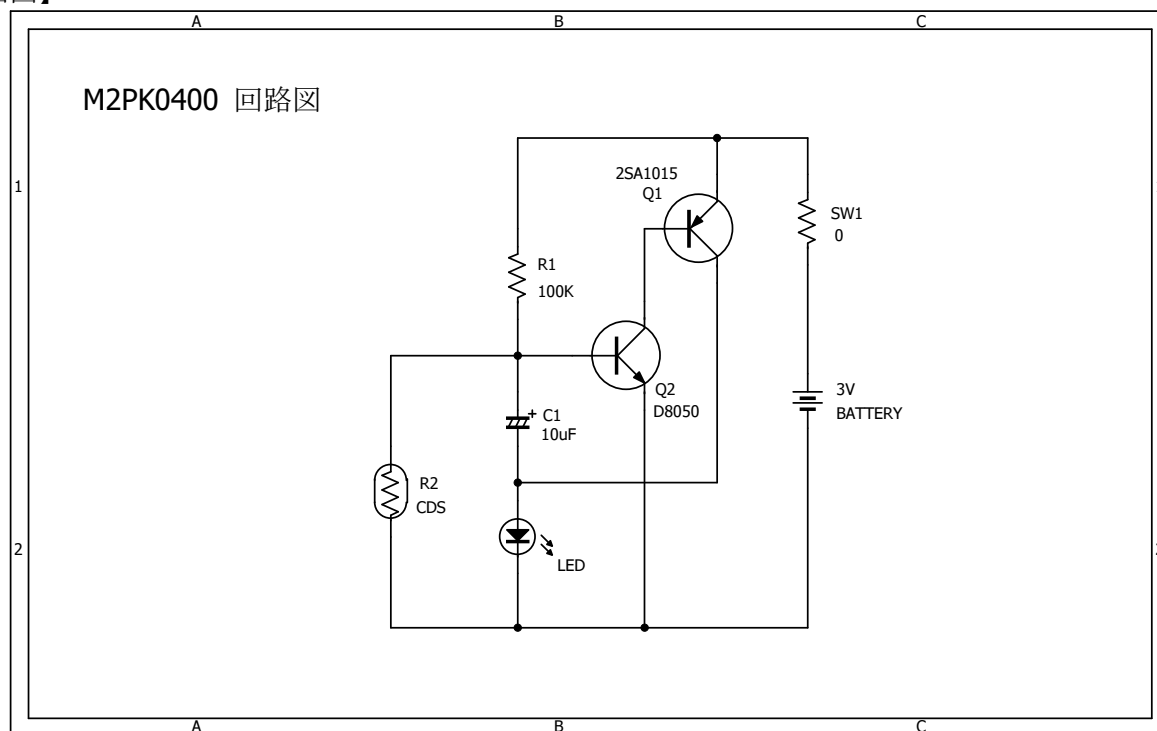 A B C
M2PK0400 回路図
1
2SA1015
Q1
SW1
0
R1
100K
Q2
D8050
3V
BATTERY
+ C1
10uF
R2
CDS
2
LED
A B C